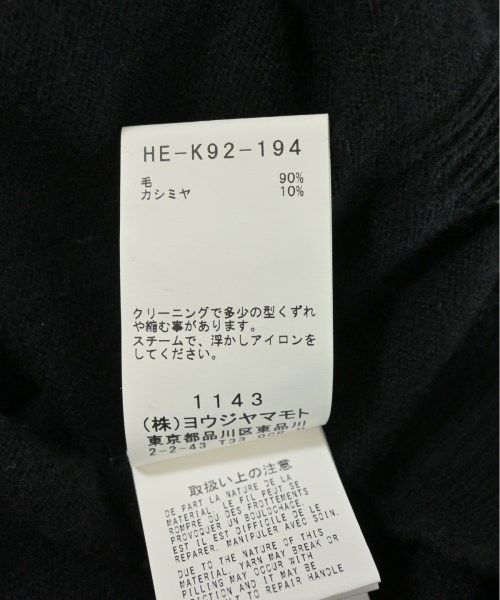 HE-K92-194
毛 90%
カシミヤ 10%
クリーニングで多少の型くずれ
や縮む事があります。
スチームで、浮かしアイロンを
してください。
1143
(株)ヨウジヤマモト
東京都品川区東品川
2-2-43 T33
取扱い上の注意
DE PART LA NATURE DE LA
MATERIAL, LE FIL PEUT SE
ROMPRE OU DES FROTTEMENTS
PROVOQUER UN BOULOCHAGE.
EST IL EST DIFFICILE DE LE
REPARER. MANIPULER AVEC SOIN.
DUE TO THE NATURE OF THIS
MATERIAL, YARN MAY BREAK OR
PILLING MAY OCCUR WITH
FRICTION AND IT MAY BE
TO REPAIR HANDLE